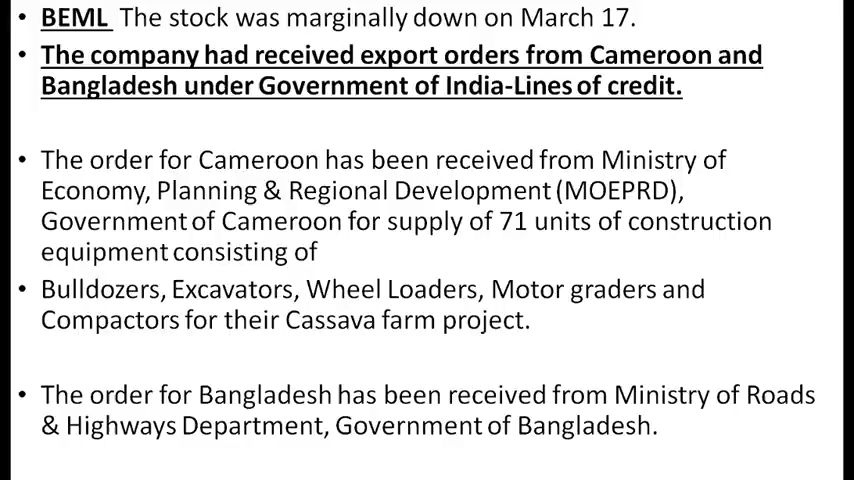 • BEML The stock was marginally down on March 17.
• The company had received export orders from Cameroon and
Bangladesh under Government of India-Lines of credit.
• The order for Cameroon has been received from Ministry of
Economy, Planning & Regional Development (MOEPRD),
Government of Cameroon for supply of 71 units of construction
equipment consisting of
• Bulldozers, Excavators, Wheel Loaders, Motor graders and
Compactors for their Cassava farm project.
• The order for Bangladesh has been received from Ministry of Roads
& Highways Department, Government of Bangladesh.